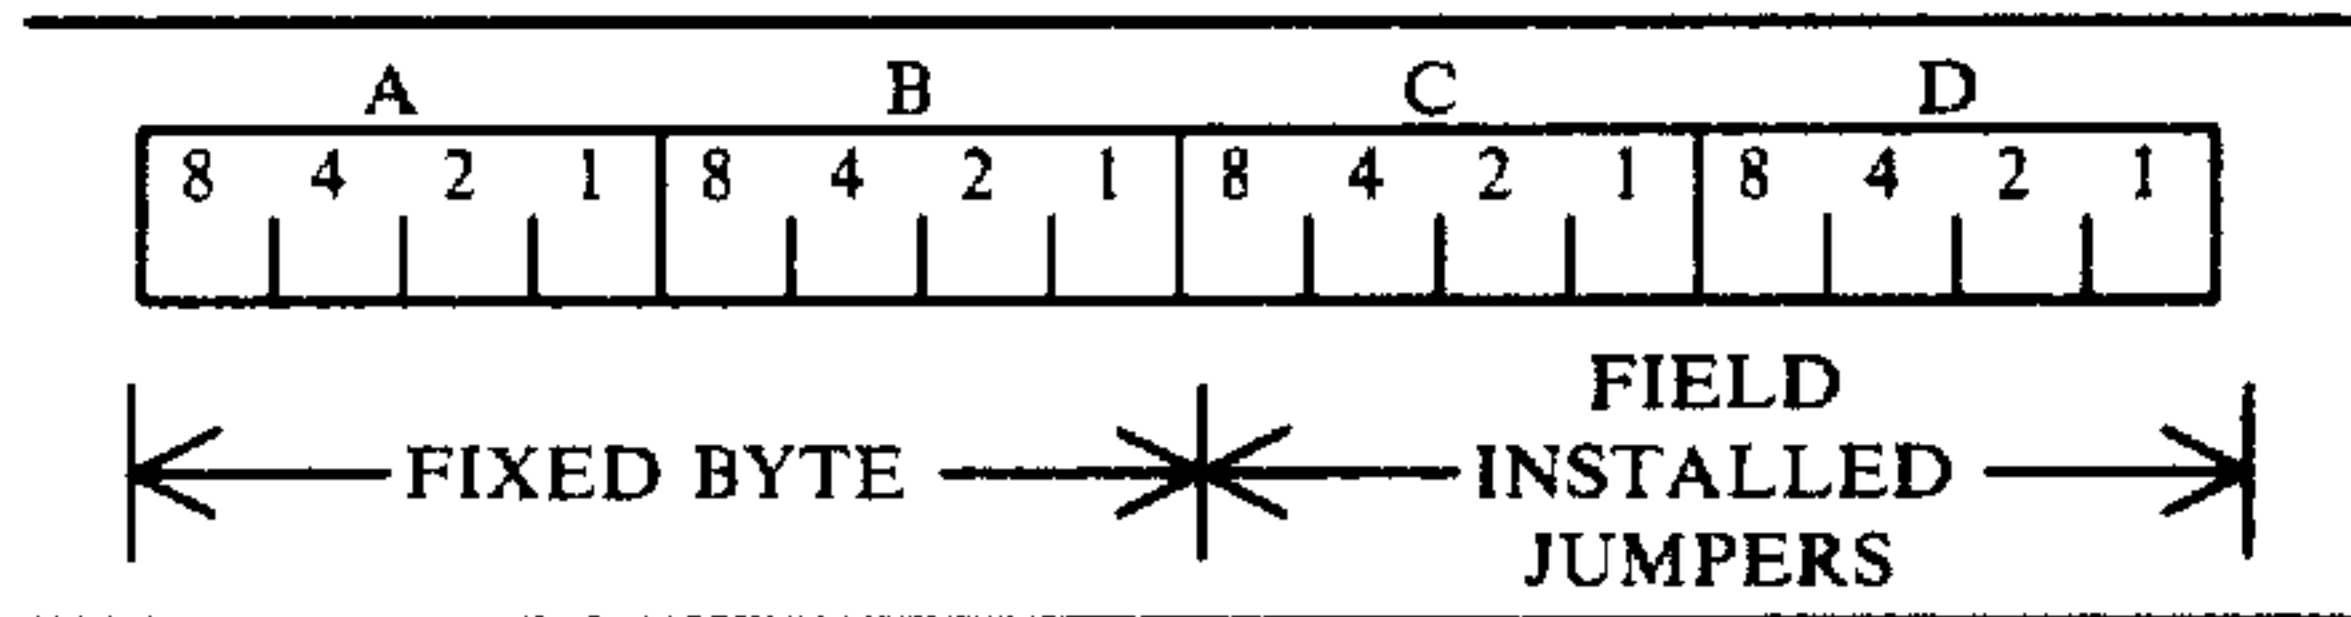 A B C D
8 4 2 1 8 4 2 1 8 4 2 1 8 4 2 1
FIELD
FIXED BYTE INSTALLED
JUMPERS